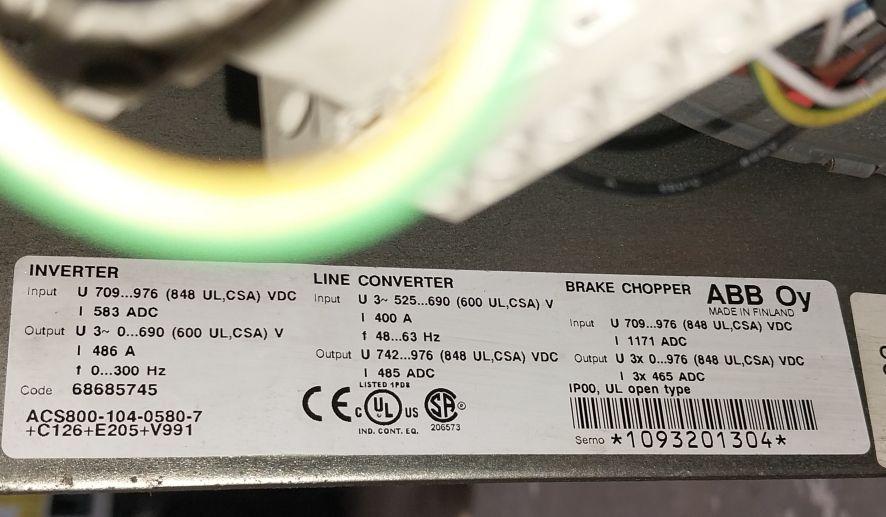 INVERTER
Input U 709...976 (848 UL,CSA) VDC
I 583 ADC
Output U 3~ 0...690 (600 UL,CSA) V
I 486 A
f 0...300 Hz
Code 68685745
ACS800-104-0580-7
+C126+E205+V991
LINE CONVERTER
Input U 3~ 525...690 (600 UL,CSA) V
I 400 A
f 48...63 Hz
Output U 742...976 (848 UL,CSA) VDC
I 485 ADC
LISTED 1PD8
CE C UL US SA ®
IND. CONT. EQ.
206573
BRAKE CHOPPER
ABB Oy
MADE IN FINLAND
Input U 709...976 (848 UL,CSA) VDC
I 1171 ADC
Output U 3x 0...976 (848 UL,CSA) VDC
I 3x 465 ADC
IP00, UL open type
Serno *1093201304*